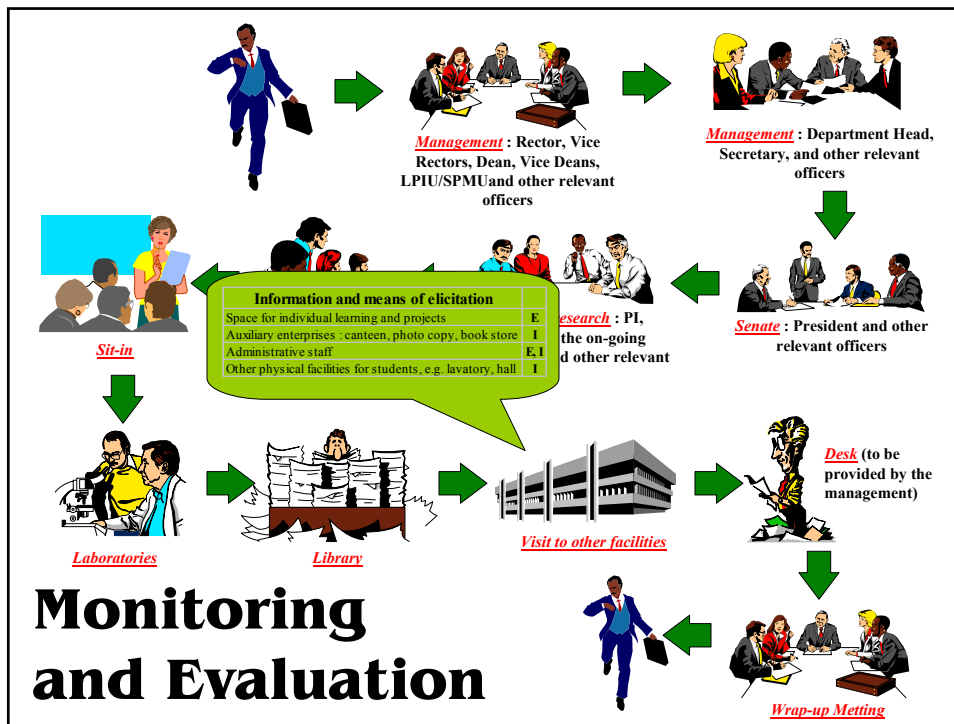 Management : Rector, Vice
Rectors, Dean, Vice Deans,
LPIU/SPMUand other relevant
officers
Management : Department Head,
Secretary, and other relevant
officers
Senate : President and other
relevant officers
esearch : PI,
the on-going
d other relevant
Information and means of elicitation
Space for individual learning and projects E
Auxiliary enterprises : canteen, photo copy, book store I
Administrative staff E, I
Other physical facilities for students, e.g. lavatory, hall I
Sit-in
Laboratories
Library
Visit to other facilities
Desk (to be
provided by the
management)
Wrap-up Metting
Monitoring
and Evaluation